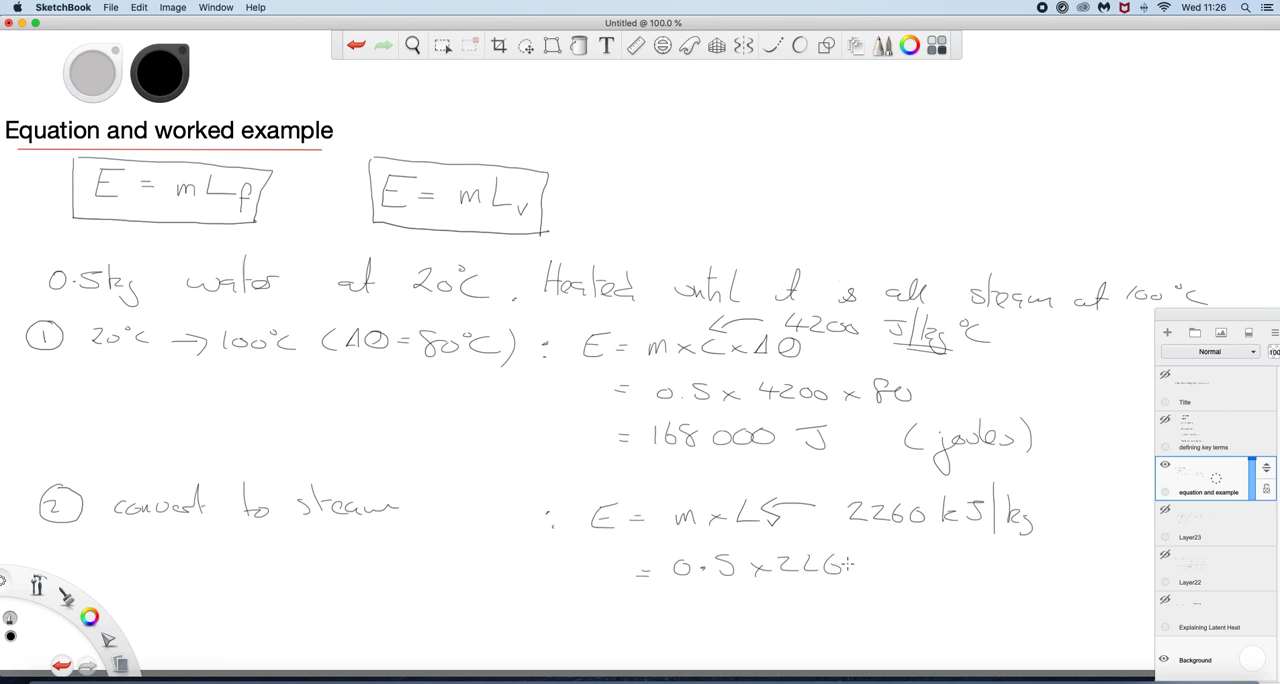 SketchBook File Edit Image Window Help Wed 11:26
Untitled @ 100.0 %
Equation and worked example
E = mLf E = mLv
0.5kg water at 20°C. Heated until it is all steam at 100°C
① 20°C → 100°C (ΔΘ = 80°C) : E = m×C×ΔΘ ← 4200 J/kg°C
= 0.5 × 4200 × 80
= 168 000 J (joules)
② convert to steam : E = m×L ← 2260 kJ/kg
= 0.5 × 226
Normal 100
Title
defining key terms
equation and example
Layer23
Layer22
Explaining Latent Heat
Background